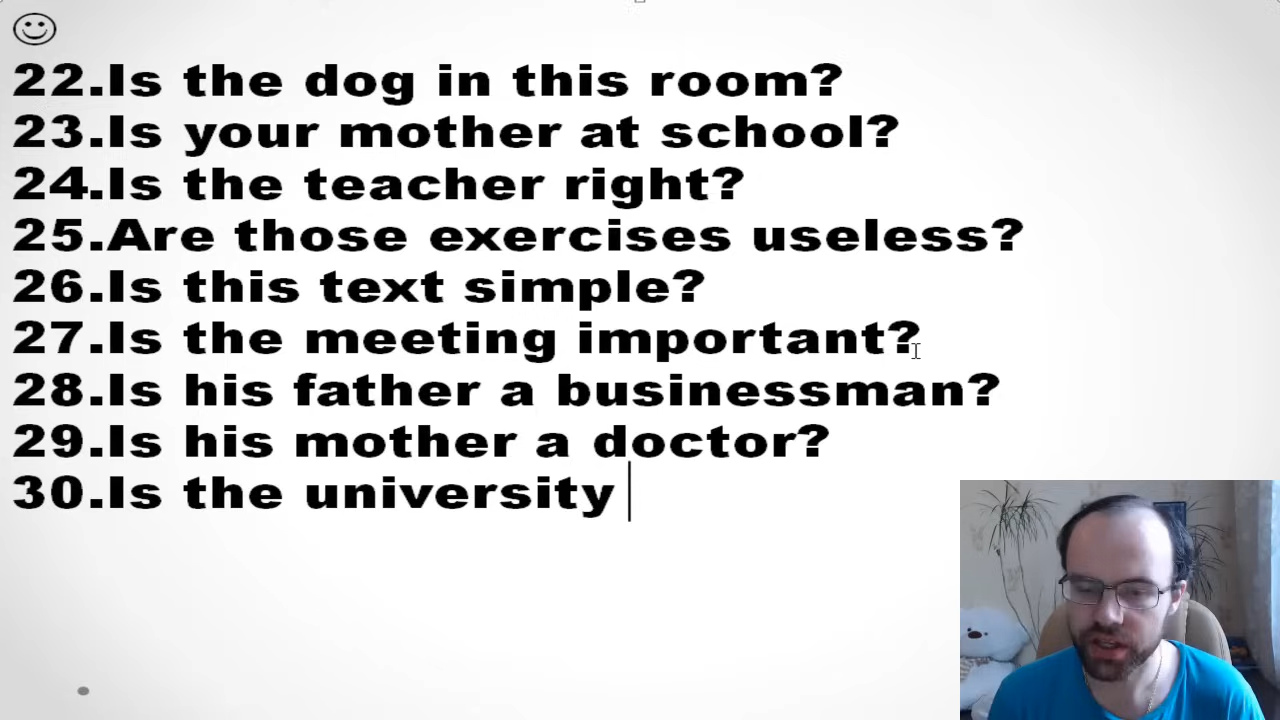 22.Is the dog in this room?
23.Is your mother at school?
24.Is the teacher right?
25.Are those exercises useless?
26.Is this text simple?
27.Is the meeting important?
28.Is his father a businessman?
29.Is his mother a doctor?
30.Is the university